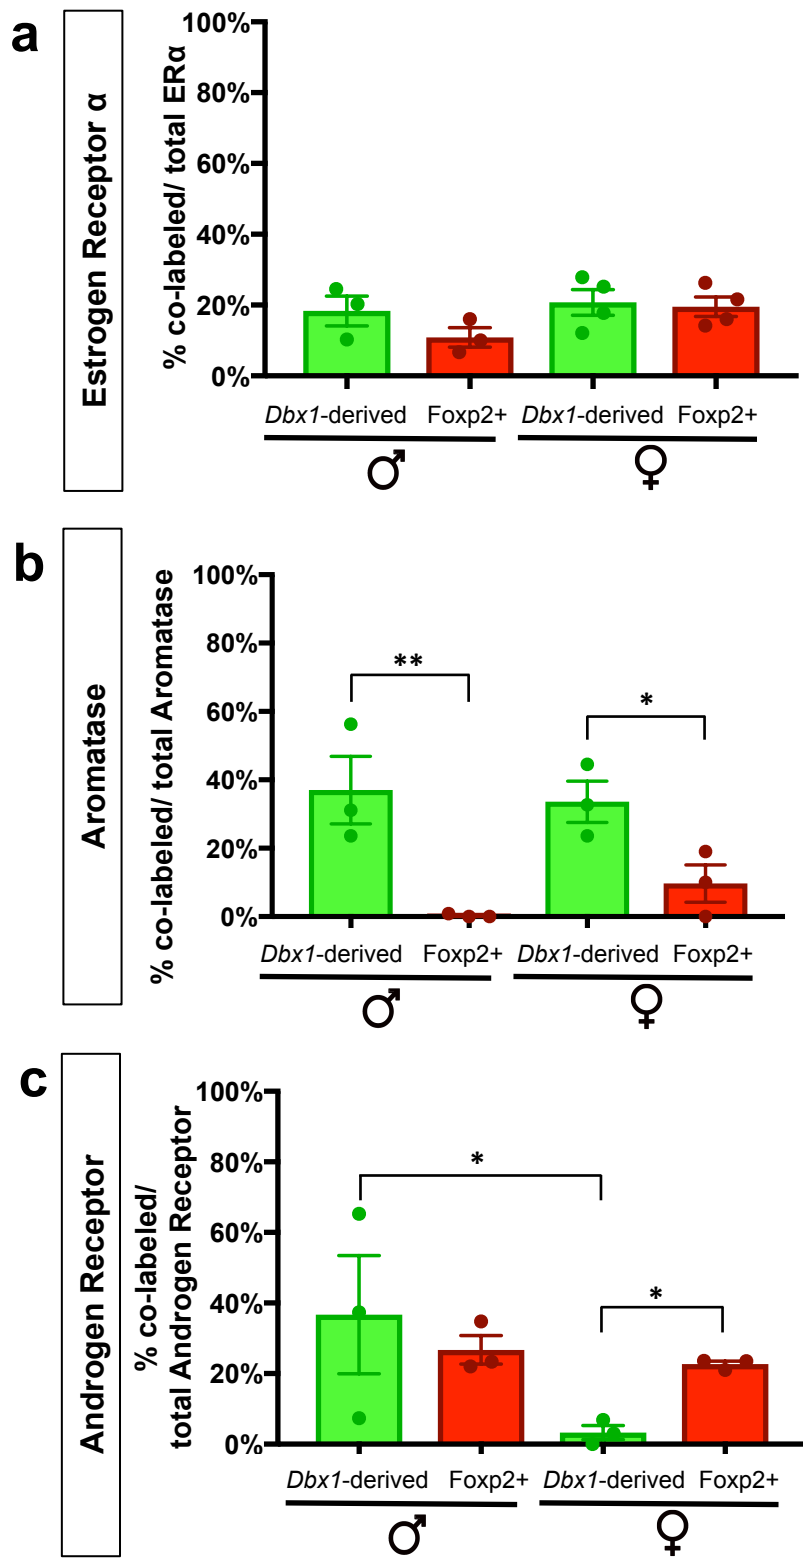 a
Estrogen Receptor α
% co-labeled/ total ERα
100%
80%
60%
40%
20%
0%
Dbx1-derived Foxp2+ Dbx1-derived Foxp2+
♂ ♀
b
Aromatase
% co-labeled/ total Aromatase
100%
80%
60%
40%
20%
0%
**
*
Dbx1-derived Foxp2+ Dbx1-derived Foxp2+
♂ ♀
c
Androgen Receptor
% co-labeled/
total Androgen Receptor
100%
80%
60%
40%
20%
0%
*
*
Dbx1-derived Foxp2+ Dbx1-derived Foxp2+
♂ ♀